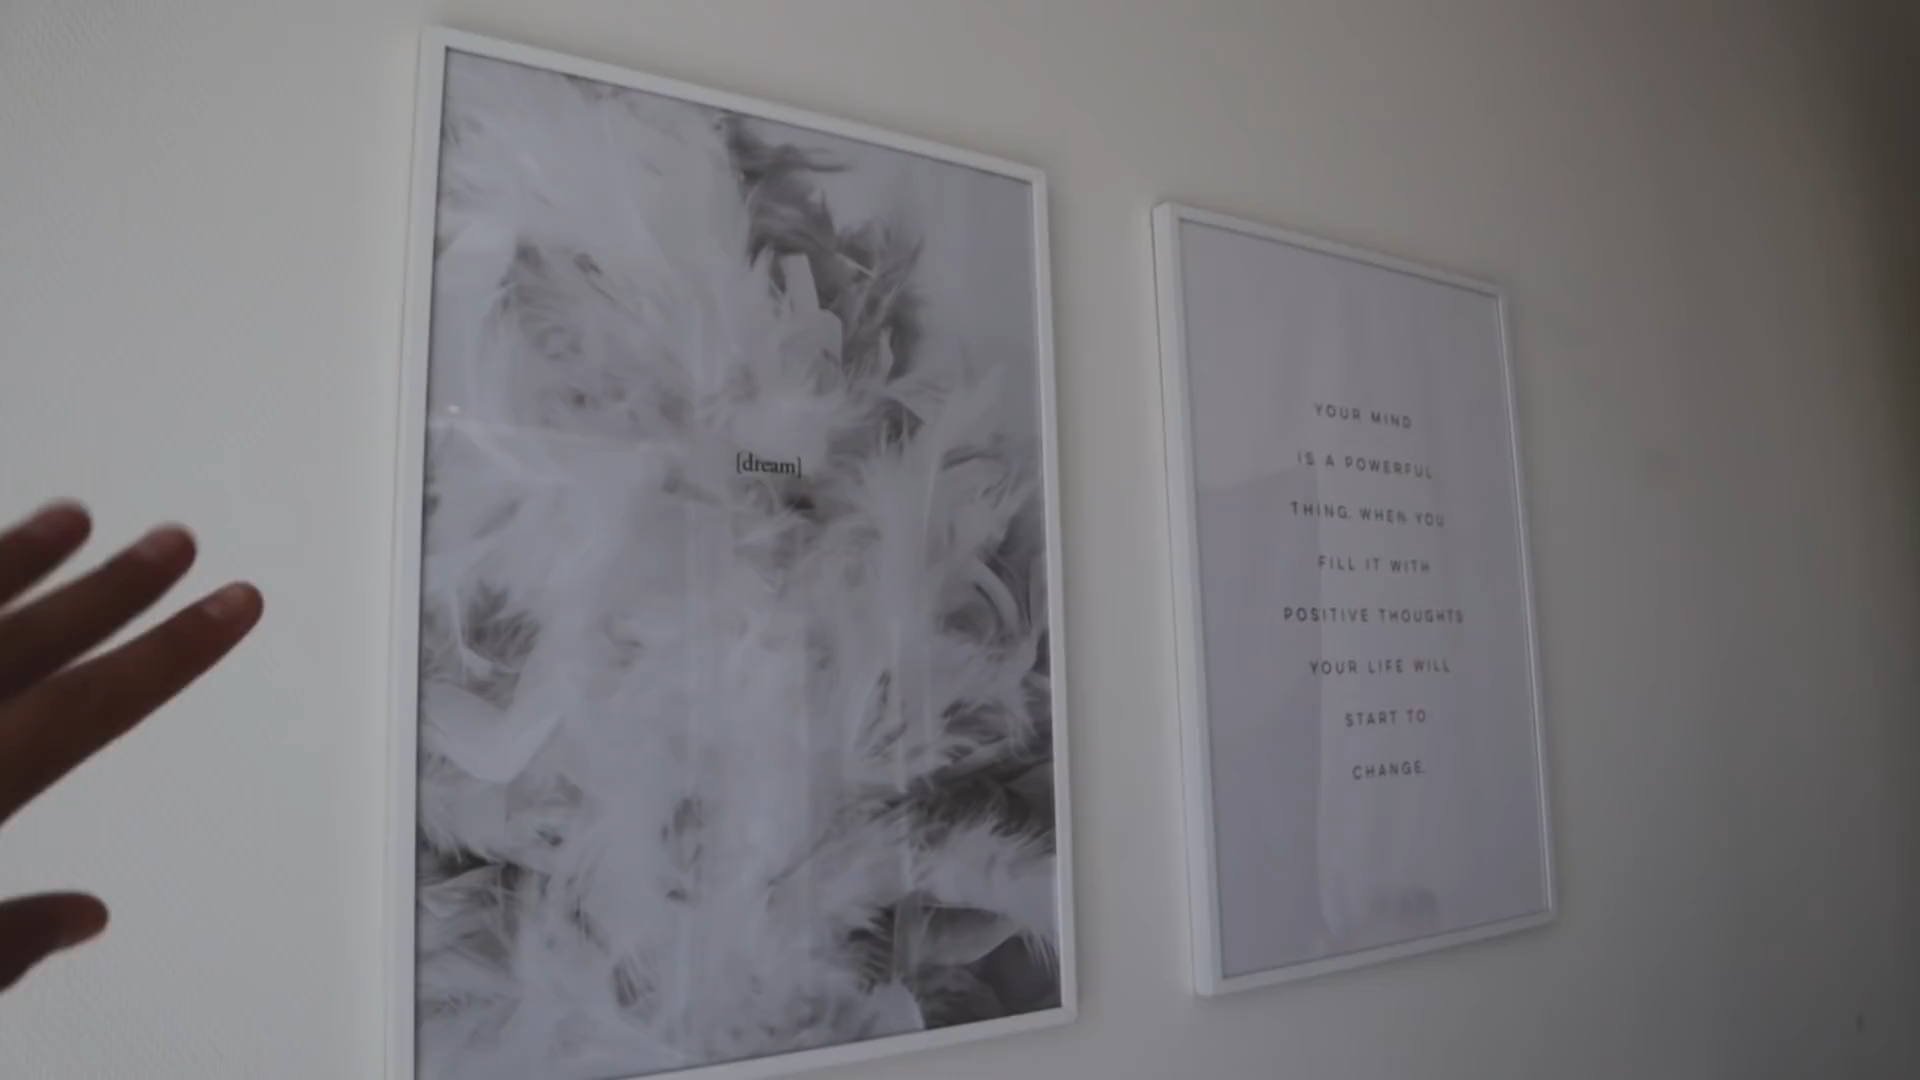 [dream]
YOUR MIND
IS A POWERFUL
THING. WHEN YOU
FILL IT WITH
POSITIVE THOUGHTS
YOUR LIFE WILL
START TO
CHANGE.